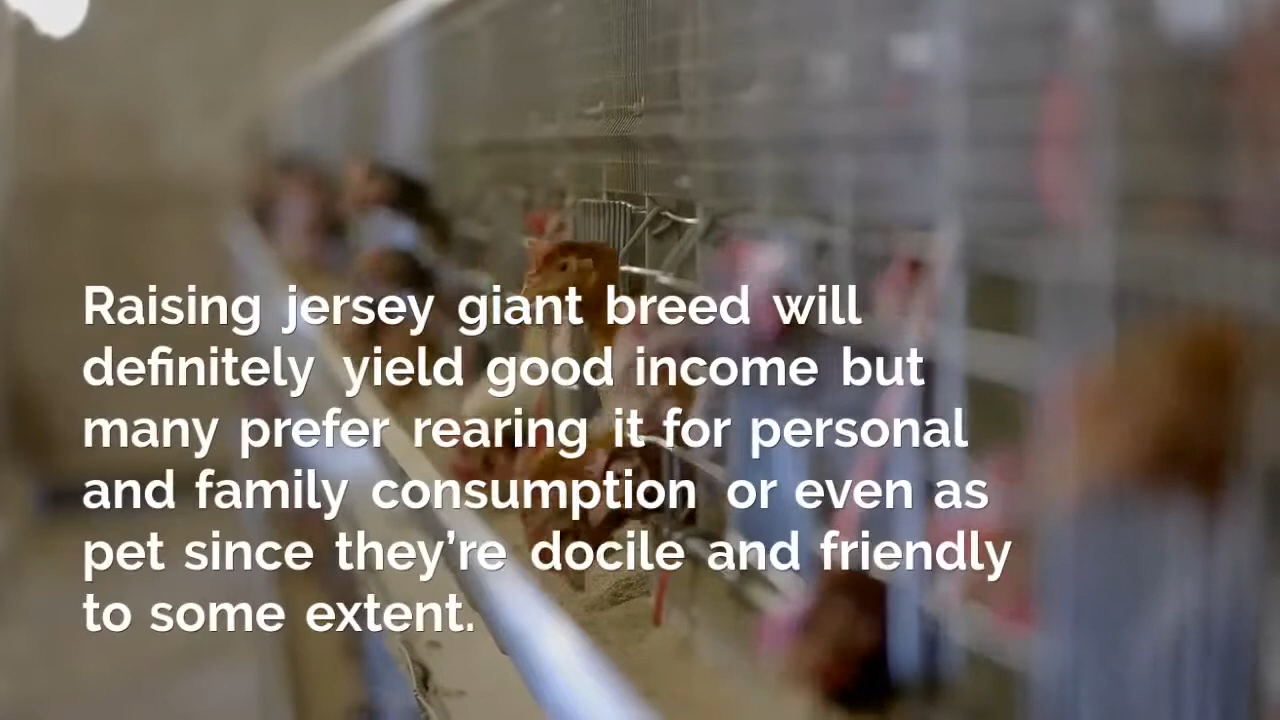 Raising jersey giant breed will
definitely yield good income but
many prefer rearing it for personal
and family consumption or even as
pet since they're docile and friendly
to some extent.